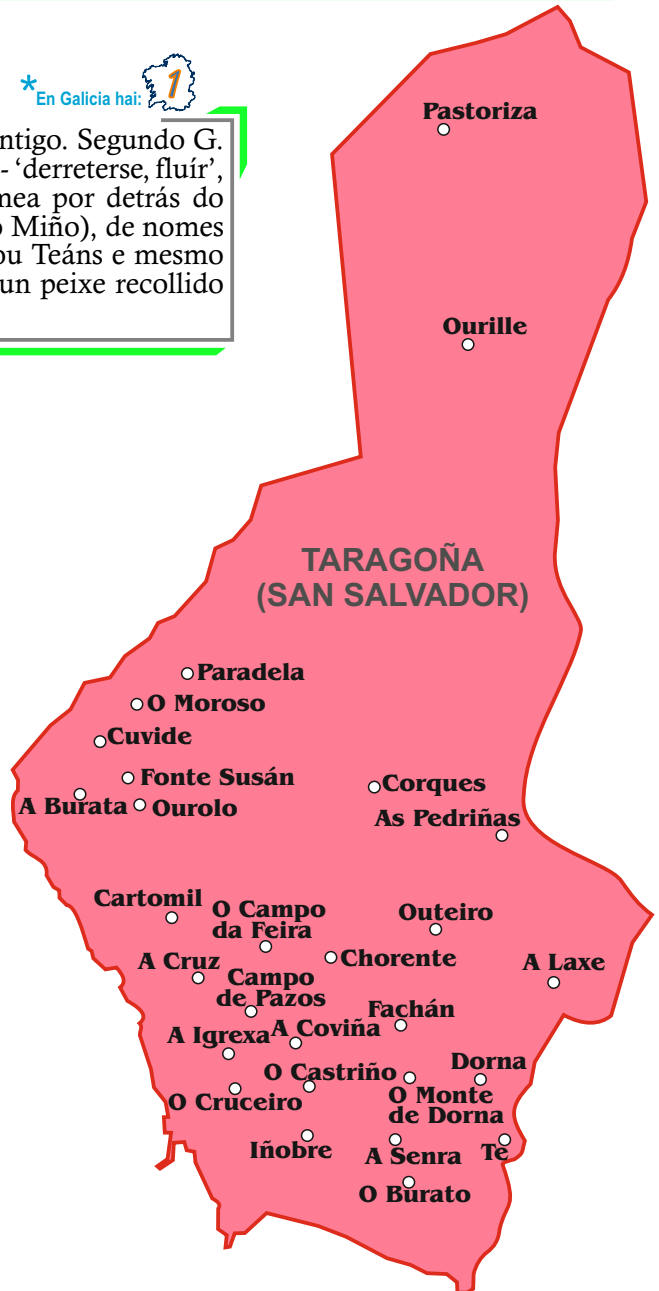 *En Galicia hai: 1
ntigo. Segundo G.
- ‘derreterse, fluír’,
nea por detrás do
o Miño), de nomes
ou Teáns e mesmo
un peixe recollido
Pastoriza
Ourille
TARAGOÑA
(SAN SALVADOR)
Paradela
O Moroso
Cuvide
Fonte Susán
A Burata
Ourolo
Corques
As Pedriñas
Cartomil
O Campo
da Feira
Outeiro
A Cruz
Chorente
A Laxe
Campo
de Pazos
Fachán
A Igrexa
A Coviña
O Castriño
Dorna
O Cruceiro
O Monte
de Dorna
Iñobre
A Senra
Te
O Burato